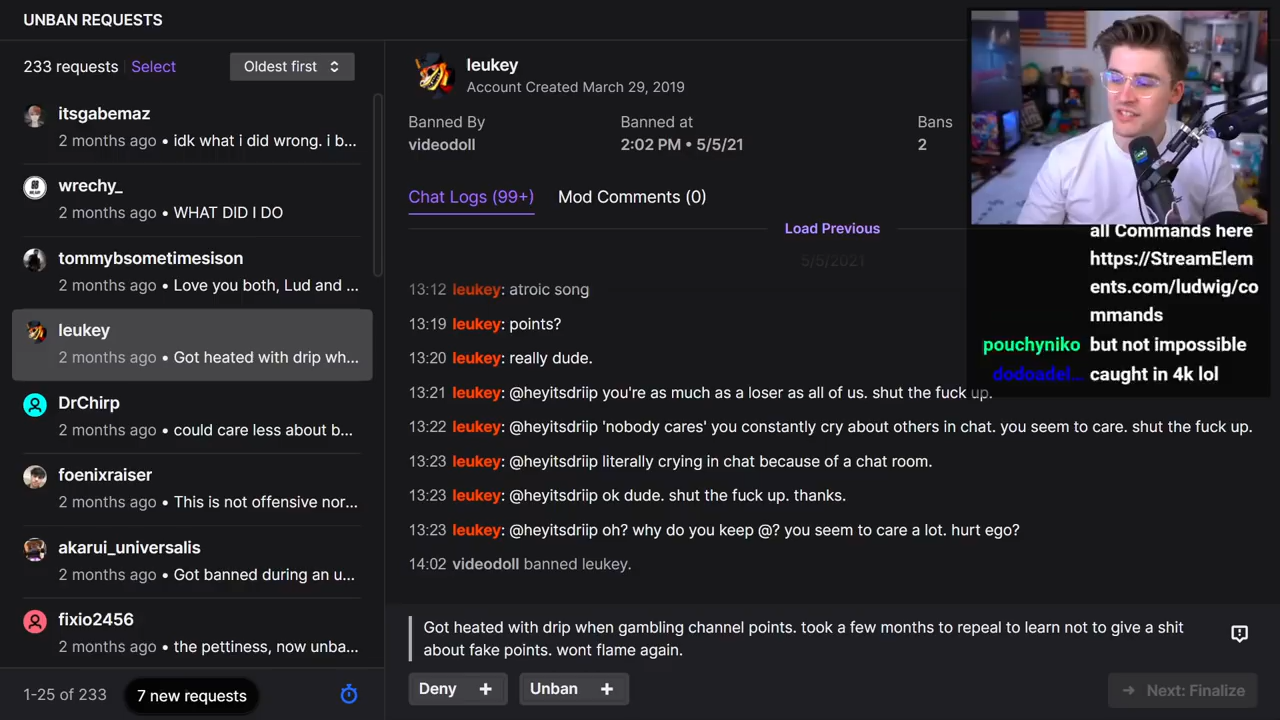 UNBAN REQUESTS
233 requests Select
Oldest first
itsgabemaz
2 months ago • idk what i did wrong. i b...
wrechy_
2 months ago • WHAT DID I DO
tommybsometimesison
2 months ago • Love you both, Lud and ...
leukey
2 months ago • Got heated with drip wh...
DrChirp
2 months ago • could care less about b...
foenixraiser
2 months ago • This is not offensive nor...
akarui_universalis
2 months ago • Got banned during an u...
fixio2456
2 months ago • the pettiness, now unba...
1-25 of 233
7 new requests
leukey
Account Created March 29, 2019
Banned By
videodoll
Banned at
2:02 PM • 5/5/21
Bans
2
Chat Logs (99+)
Mod Comments (0)
Load Previous
5/5/2021
13:12 leukey: atroic song
13:19 leukey: points?
13:20 leukey: really dude.
13:21 leukey: @heyitsdriip you're as much as a loser as all of us. shut the fuck up.
13:22 leukey: @heyitsdriip 'nobody cares' you constantly cry about others in chat. you seem to care. shut the fuck up.
13:23 leukey: @heyitsdriip literally crying in chat because of a chat room.
13:23 leukey: @heyitsdriip ok dude. shut the fuck up. thanks.
13:23 leukey: @heyitsdriip oh? why do you keep @? you seem to care a lot. hurt ego?
14:02 videodoll banned leukey.
Got heated with drip when gambling channel points. took a few months to repeal to learn not to give a shit
about fake points. wont flame again.
Deny +
Unban +
→ Next: Finalize
all Commands here
https://StreamElem
ents.com/ludwig/co
mmands
pouchyniko but not impossible
dodoadel... caught in 4k lol